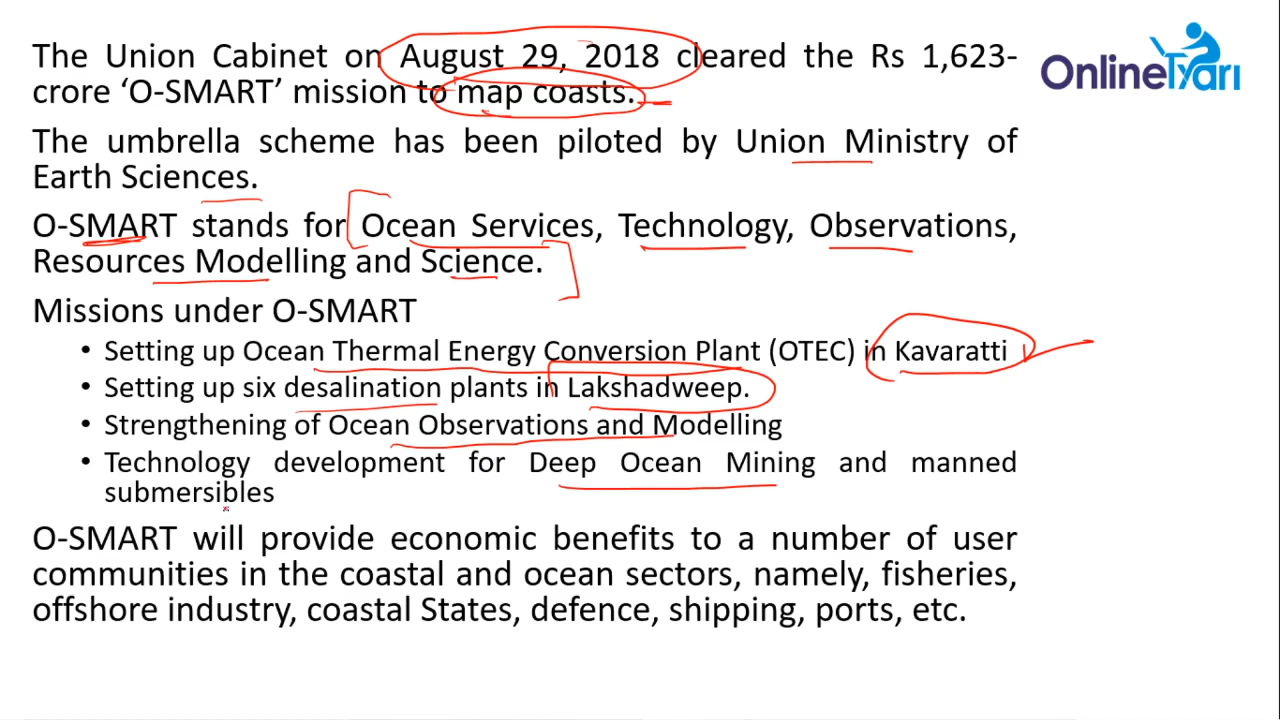 The Union Cabinet on August 29, 2018 cleared the Rs 1,623-
crore ‘O-SMART’ mission to map coasts.
OnlineTyari
The umbrella scheme has been piloted by Union Ministry of
Earth Sciences.
O-SMART stands for Ocean Services, Technology, Observations,
Resources Modelling and Science.
Missions under O-SMART
• Setting up Ocean Thermal Energy Conversion Plant (OTEC) in Kavaratti
• Setting up six desalination plants in Lakshadweep.
• Strengthening of Ocean Observations and Modelling
• Technology development for Deep Ocean Mining and manned
submersibles
O-SMART will provide economic benefits to a number of user
communities in the coastal and ocean sectors, namely, fisheries,
offshore industry, coastal States, defence, shipping, ports, etc.